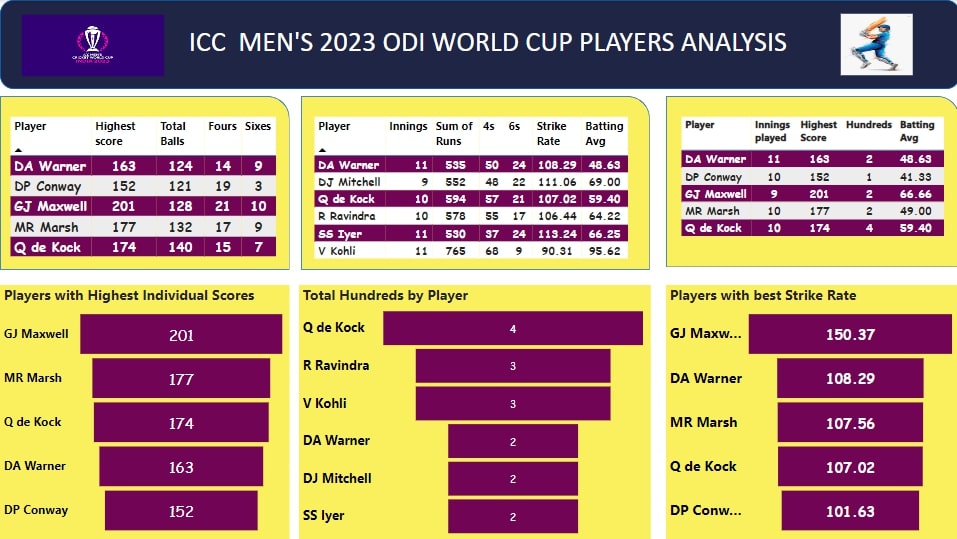 ICC MEN'S 2023 ODI WORLD CUP PLAYERS ANALYSIS
CRICKET WORLD CUP
Player Highest score Total Balls Fours Sixes
DA Warner 163 124 14 9
DP Conway 152 121 19 3
GJ Maxwell 201 128 21 10
MR Marsh 177 132 17 9
Q de Kock 174 140 15 7
Player Innings Sum of Runs 4s 6s Strike Rate Batting Avg
DA Warner 11 535 50 24 108.29 48.63
DJ Mitchell 9 552 48 22 111.06 69.00
Q de Kock 10 594 57 21 107.02 59.40
R Ravindra 10 578 55 17 106.44 64.22
SS Iyer 11 530 37 24 113.24 66.25
V Kohli 11 765 68 9 90.31 95.62
Player Innings played Highest Score Hundreds Batting Avg
DA Warner 11 163 2 48.63
DP Conway 10 152 1 41.33
GJ Maxwell 9 201 2 66.66
MR Marsh 10 177 2 49.00
Q de Kock 10 174 4 59.40
Players with Highest Individual Scores
GJ Maxwell 201
MR Marsh 177
Q de Kock 174
DA Warner 163
DP Conway 152
Total Hundreds by Player
Q de Kock 4
R Ravindra 3
V Kohli 3
DA Warner 2
DJ Mitchell 2
SS Iyer 2
Players with best Strike Rate
GJ Maxw... 150.37
DA Warner 108.29
MR Marsh 107.56
Q de Kock 107.02
DP Conw... 101.63